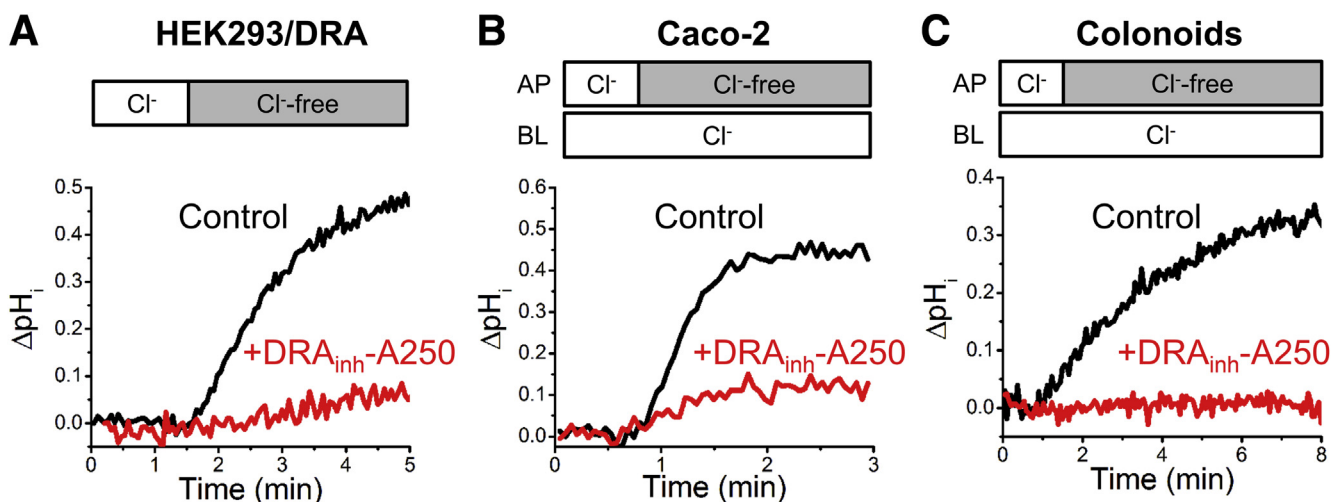 A HEK293/DRA
Cl⁻ Cl⁻-free
ΔpHᵢ
0.5
0.4
0.3
0.2
0.1
0.0
Control
+DRAinh-A250
0 1 2 3 4 5
Time (min)
B Caco-2
AP Cl⁻ Cl⁻-free
BL Cl⁻
ΔpHᵢ
0.6
0.5
0.4
0.3
0.2
0.1
0.0
Control
+DRAinh-A250
0 1 2 3
Time (min)
C Colonoids
AP Cl⁻ Cl⁻-free
BL Cl⁻
ΔpHᵢ
0.4
0.3
0.2
0.1
0.0
Control
+DRAinh-A250
0 2 4 6 8
Time (min)